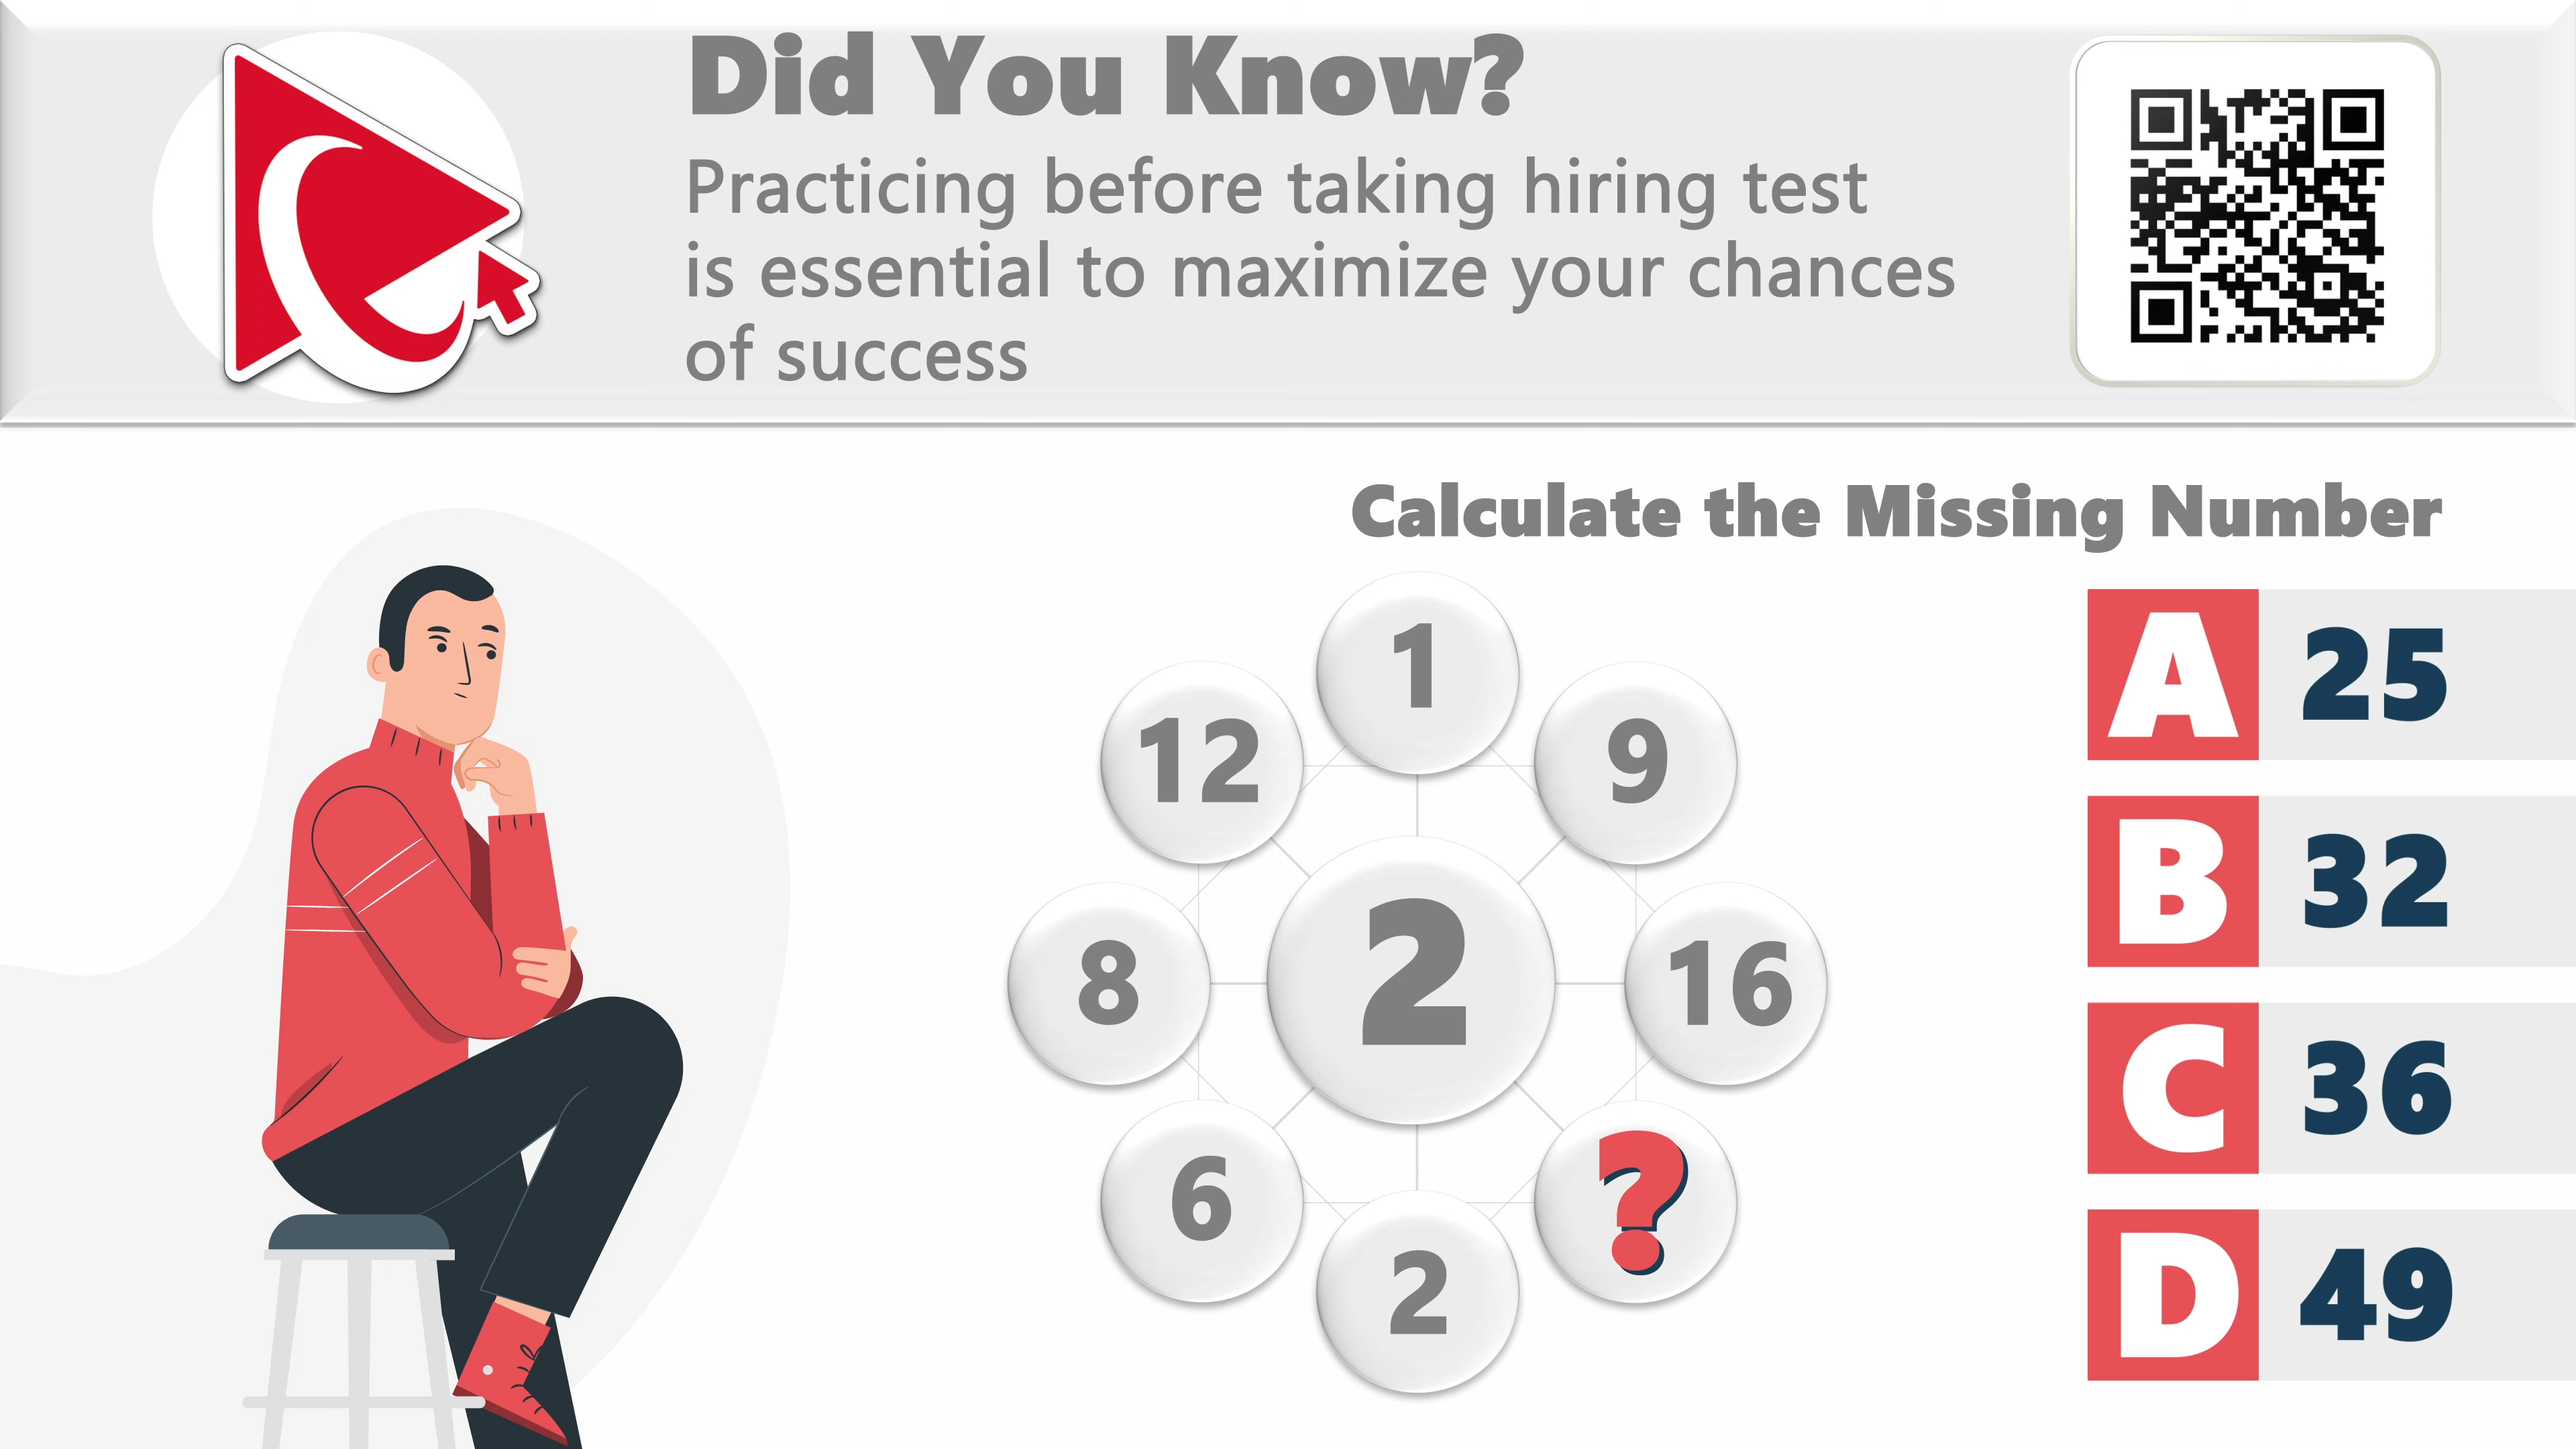 Did You Know?
Practicing before taking hiring test
is essential to maximize your chances
of success
Calculate the Missing Number
1
12
9
8
2
16
6
?
2
A 25
B 32
C 36
D 49